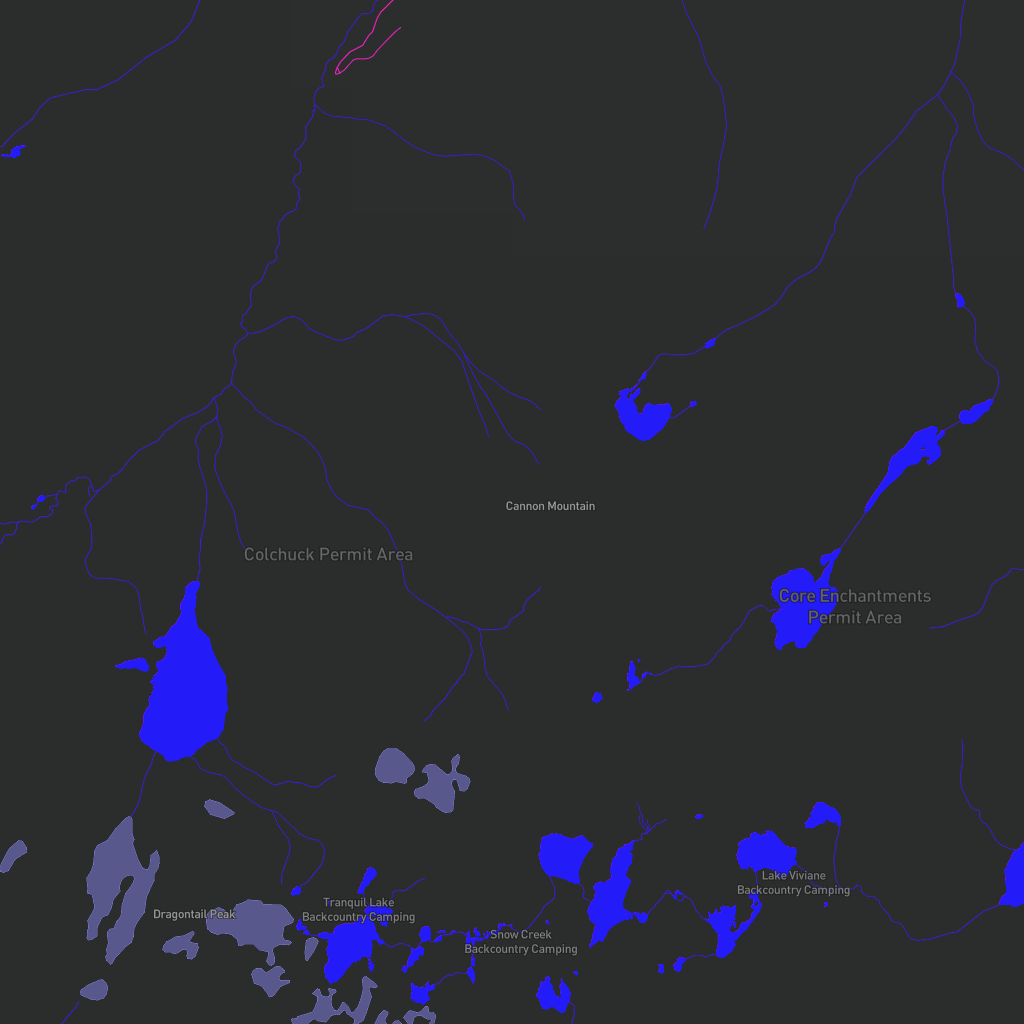 Cannon Mountain
Colchuck Permit Area
Core Enchantments
Permit Area
Lake Viviane
Backcountry Camping
Tranquil Lake
Backcountry Camping
Dragontail Peak
Snow Creek
Backcountry Camping